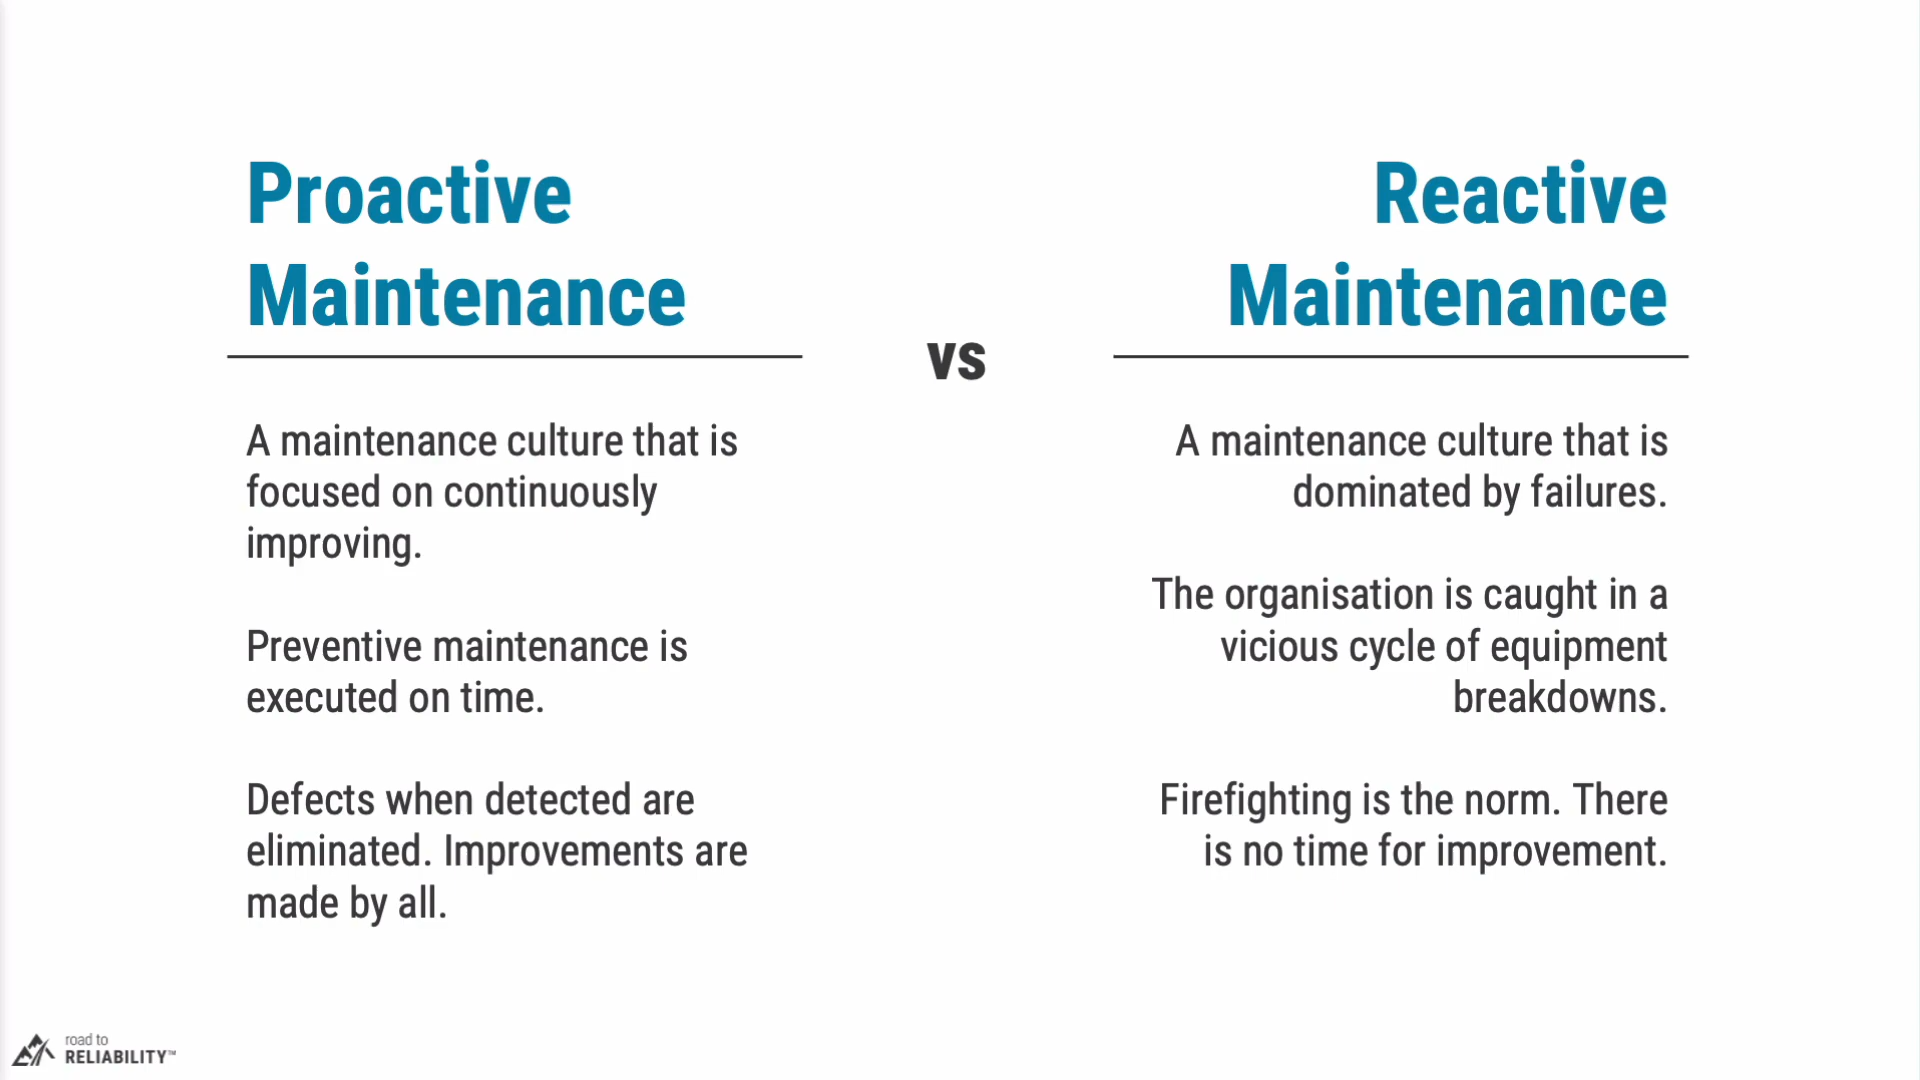 Proactive
Maintenance
vs
Reactive
Maintenance
A maintenance culture that is
focused on continuously
improving.
Preventive maintenance is
executed on time.
Defects when detected are
eliminated. Improvements are
made by all.
A maintenance culture that is
dominated by failures.
The organisation is caught in a
vicious cycle of equipment
breakdowns.
Firefighting is the norm. There
is no time for improvement.
road to
RELIABILITY™